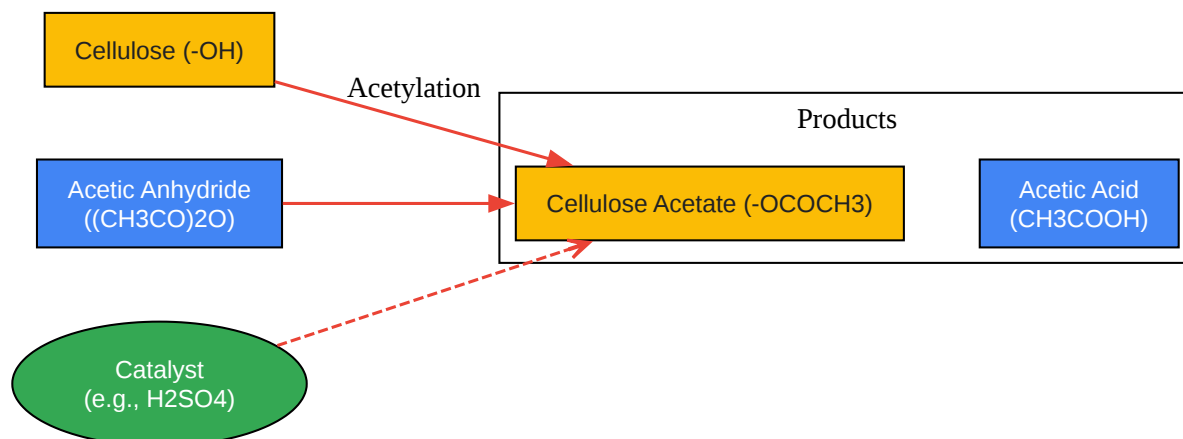 Cellulose (-OH)
Acetylation
Products
Acetic Anhydride
((CH3CO)2O)
Cellulose Acetate (-OCOCH3)
Acetic Acid
(CH3COOH)
Catalyst
(e.g., H2SO4)